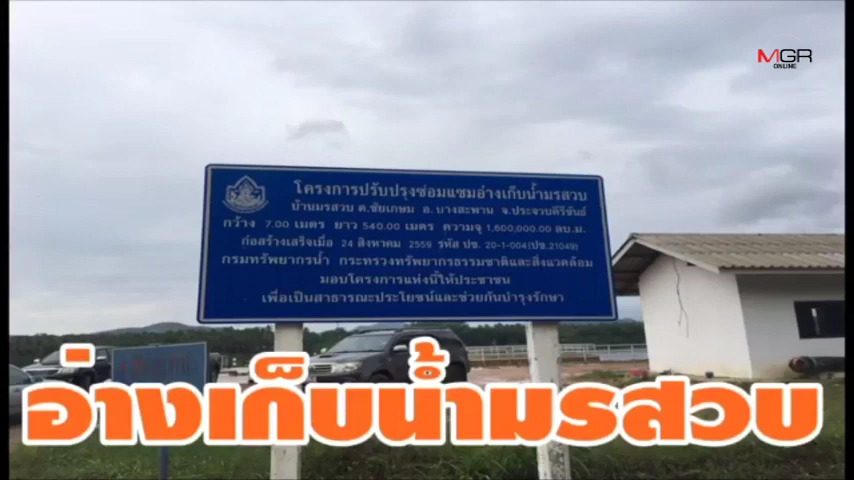 MGR
ONLINE
โครงการปรับปรุงซ่อมแซมอ่างเก็บน้ำมรสวบ
บ้านมรสวบ ต.ชัยเกษม อ.บางสะพาน จ.ประจวบคีรีขันธ์
กว้าง 7.00 เมตร ยาว 540.00 เมตร ความจุ 1,600,000.00 ลบ.ม.
ก่อสร้างเสร็จเมื่อ 24 สิงหาคม 2559 รหัส ปข. 20-1-004(ปข.21049)
กรมทรัพยากรน้ำ กระทรวงทรัพยากรธรรมชาติและสิ่งแวดล้อม
มอบโครงการแห่งนี้ให้ประชาชน
เพื่อเป็นสาธารณะประโยชน์และช่วยกันบำรุงรักษา
อ่างเก็บน้ำมรสวบ